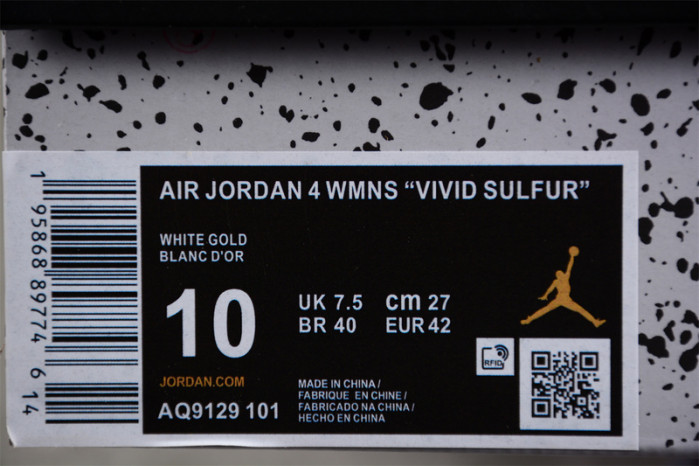 AIR JORDAN 4 WMNS “VIVID SULFUR”
WHITE GOLD
BLANC D'OR
10
UK 7.5 cm 27
BR 40 EUR 42
JORDAN.COM
AQ9129 101
MADE IN CHINA /
FABRIQUE EN CHINE /
FABRICADO NA CHINA /
HECHO EN CHINA
RFID
1 95868 89774 6 14